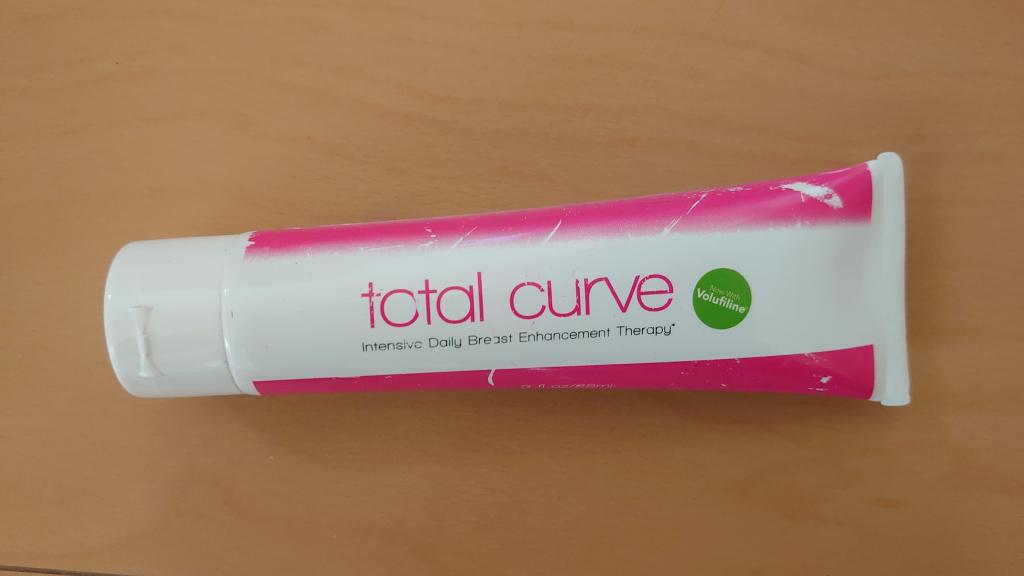 total curve
Intensive Daily Breast Enhancement Therapy*
Now With
Volufiline